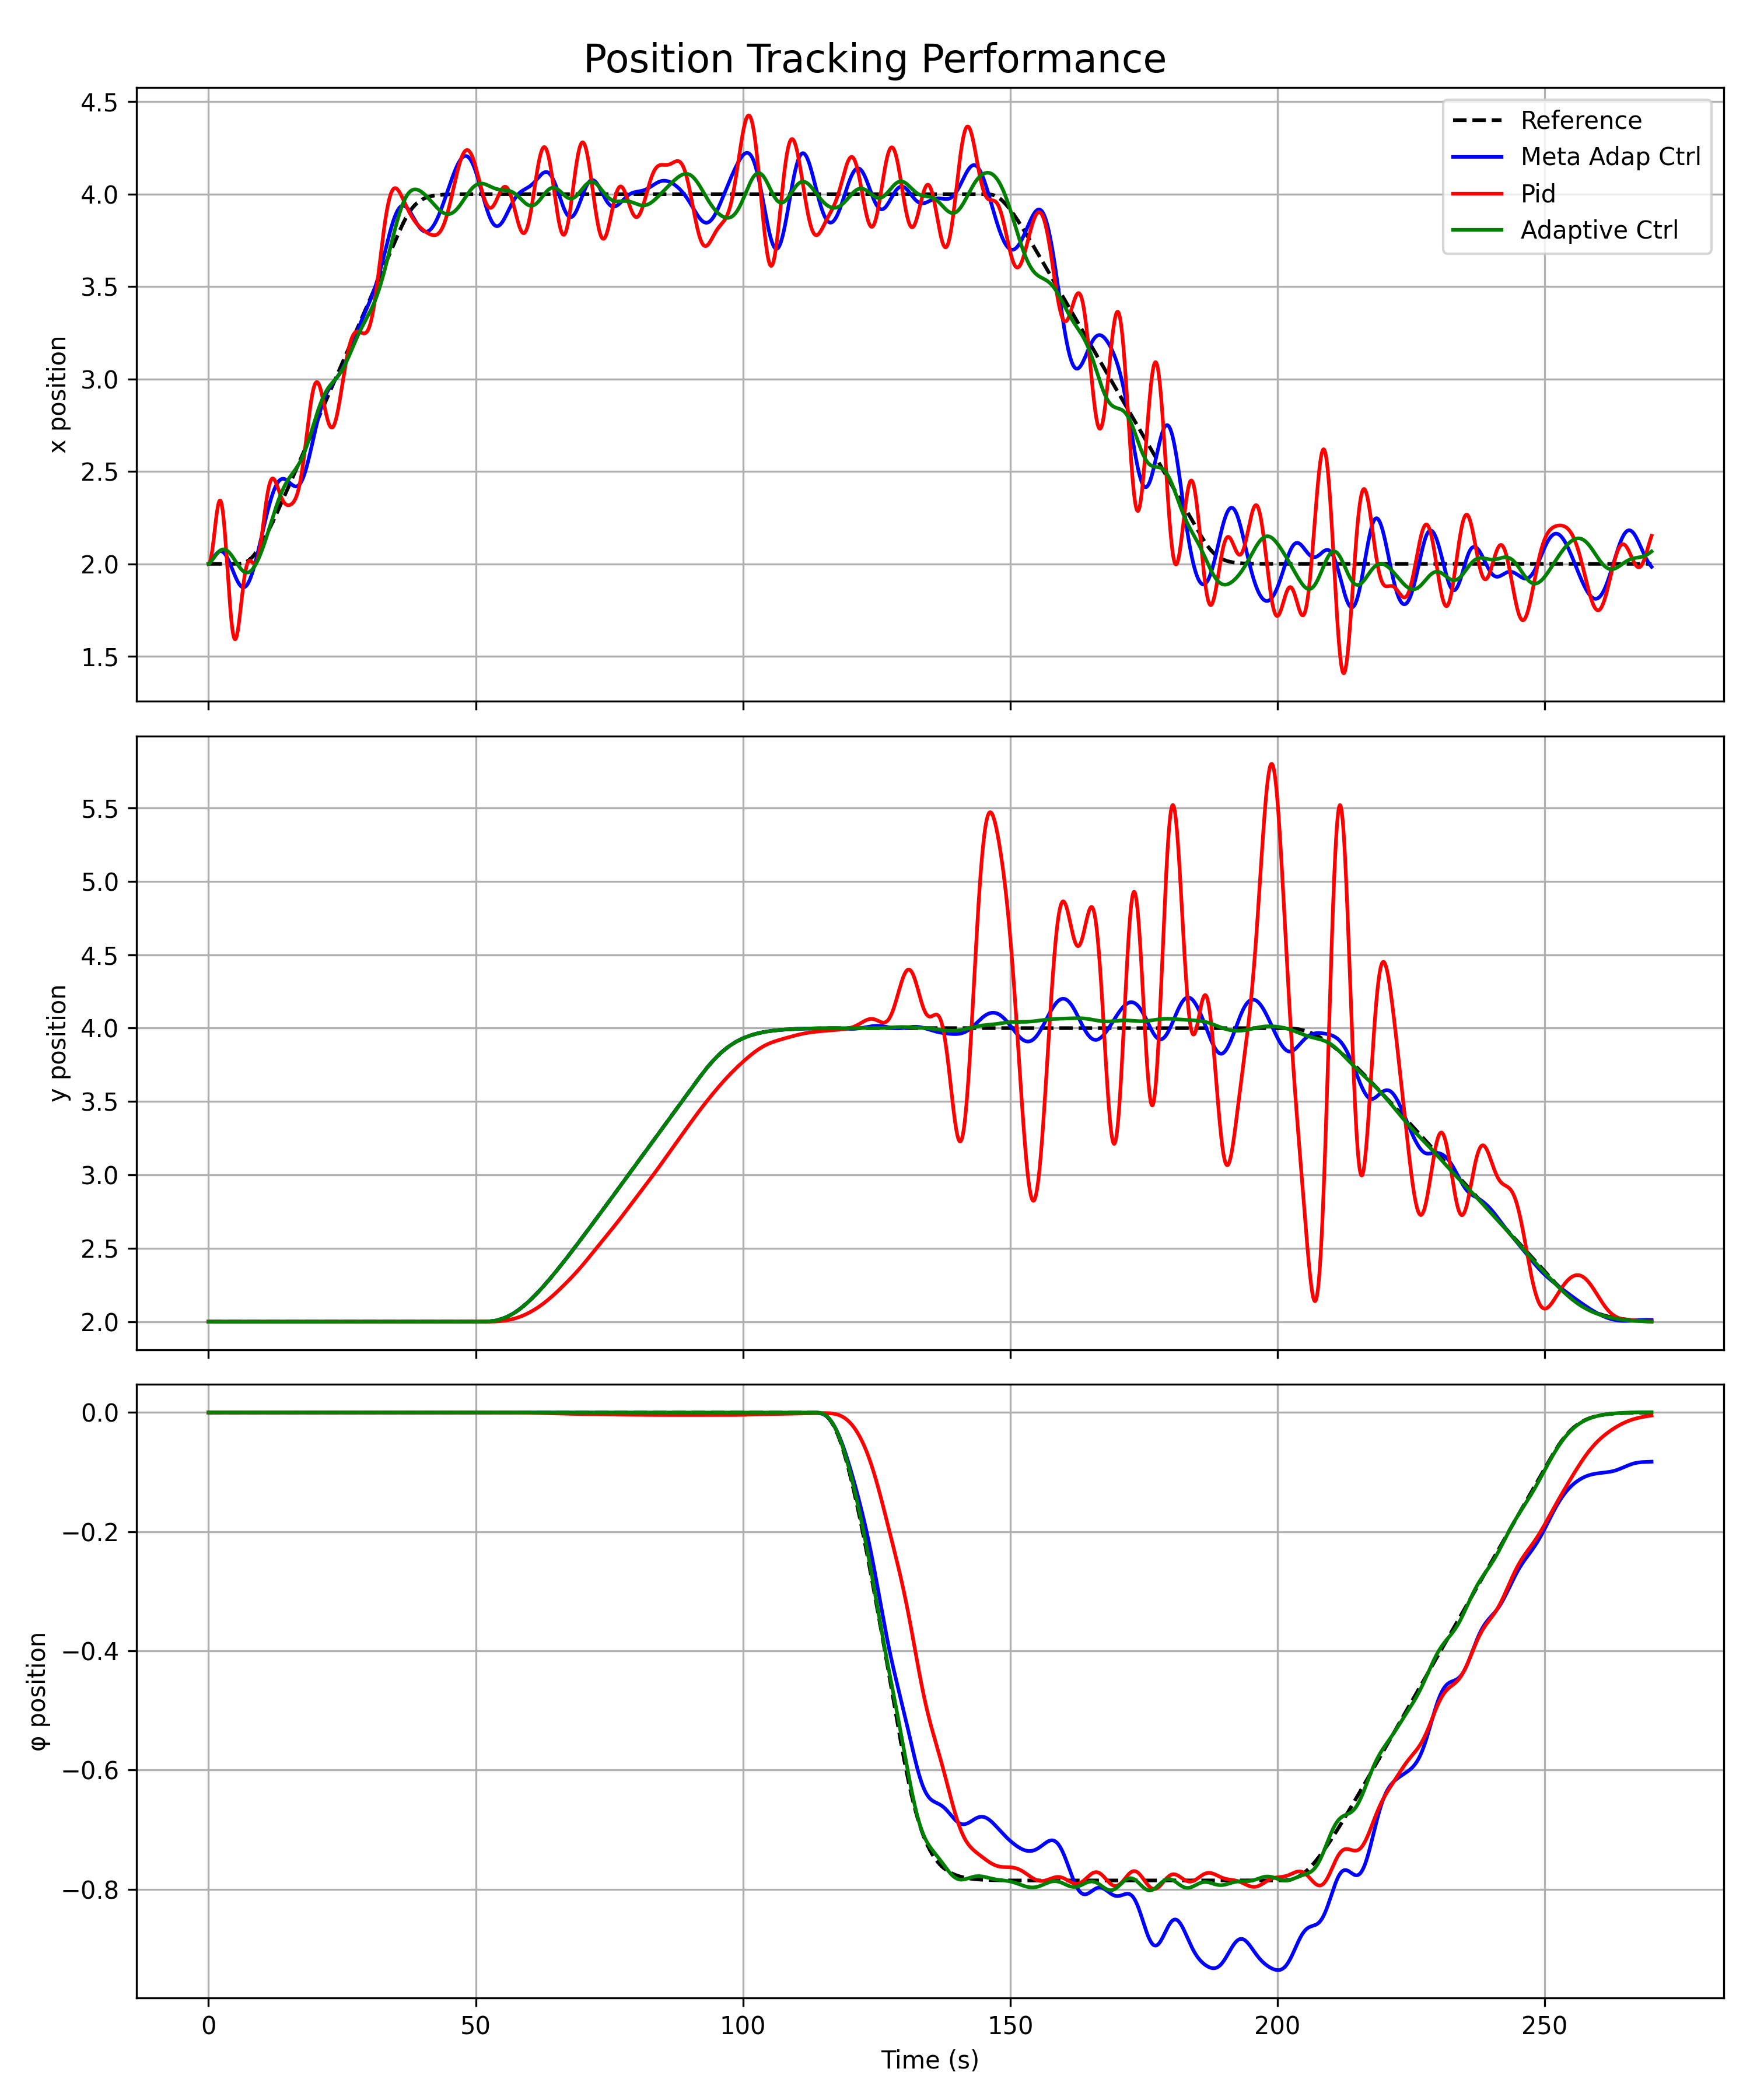 Position Tracking Performance
4.5
4.0
3.5
3.0
2.5
2.0
1.5
x position
Reference
Meta Adap Ctrl
Pid
Adaptive Ctrl
5.5
5.0
4.5
4.0
3.5
3.0
2.5
2.0
y position
0.0
−0.2
−0.4
−0.6
−0.8
φ position
0 50 100 150 200 250
Time (s)